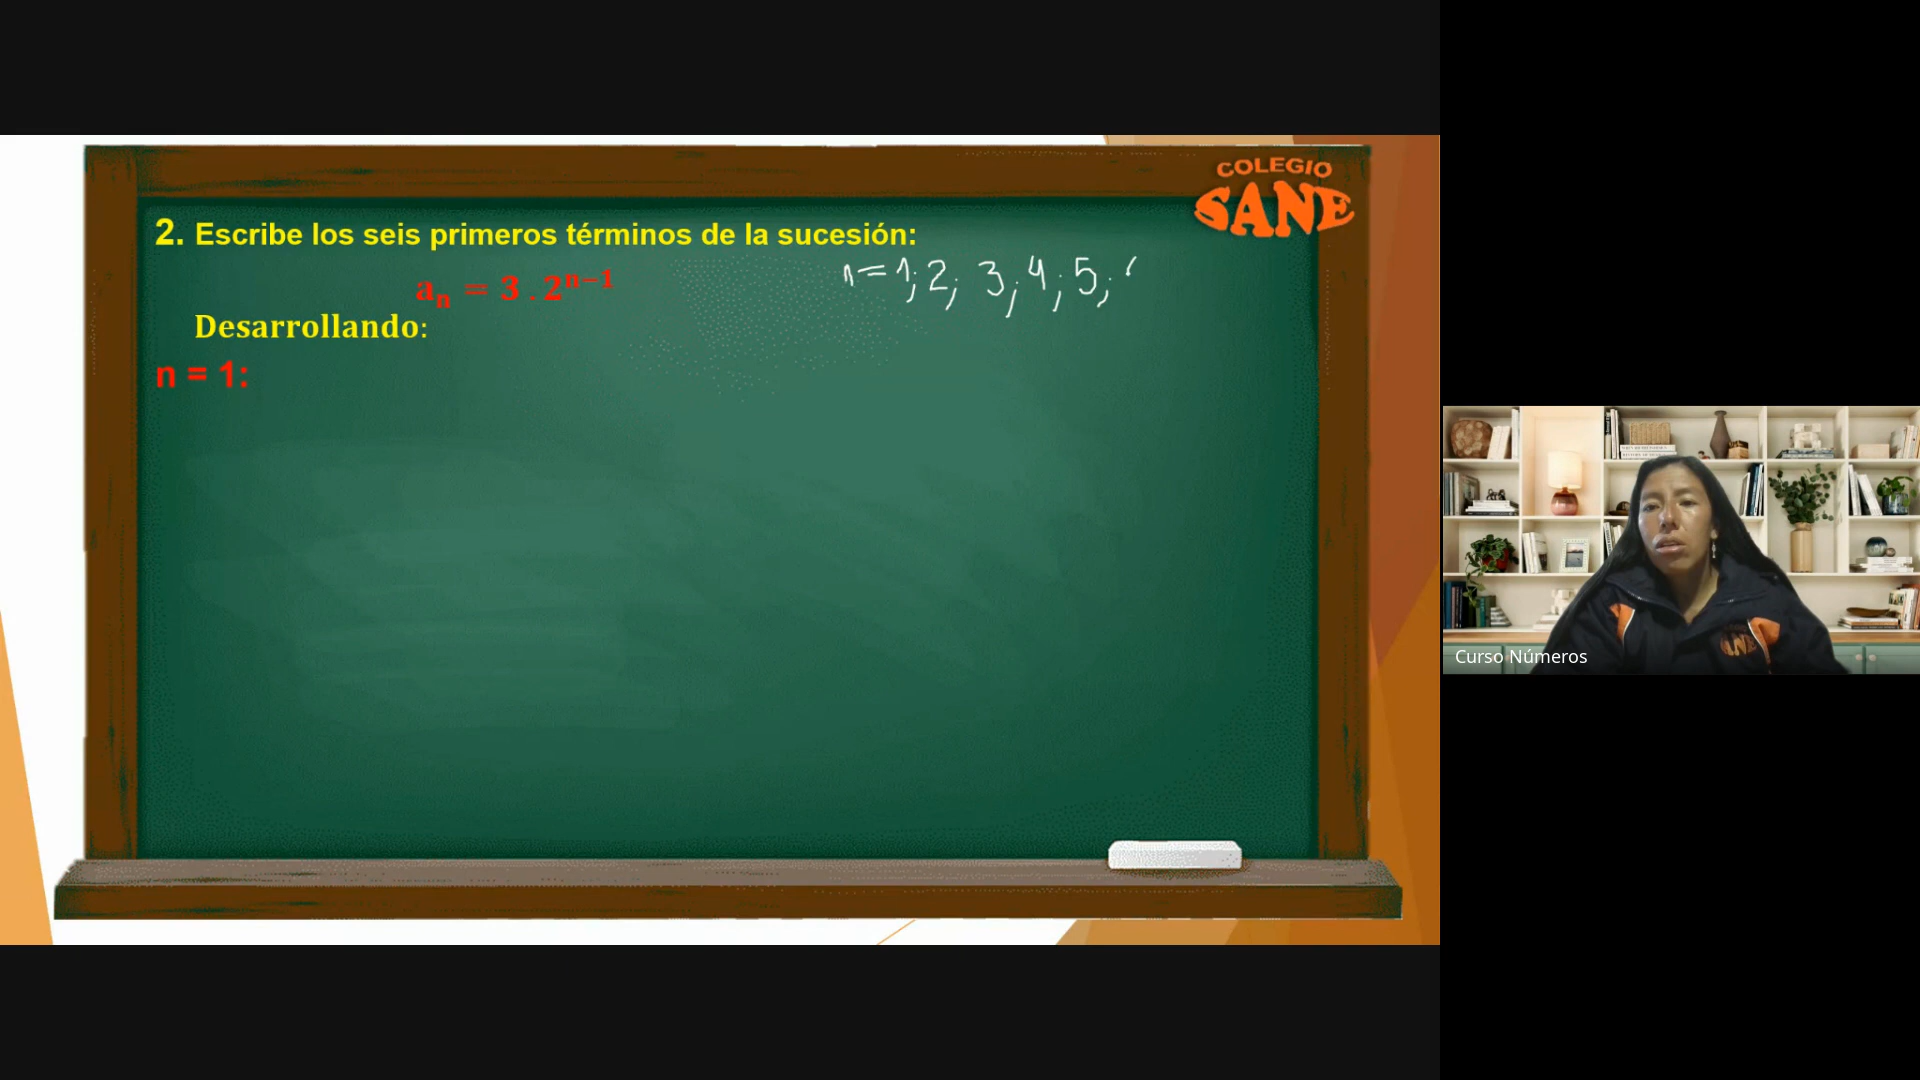 COLEGIO
SANE
2. Escribe los seis primeros términos de la sucesión:
n = 1; 2; 3; 4; 5;
aₙ = 3 . 2ⁿ⁻¹
Desarrollando:
n = 1:
Curso Números